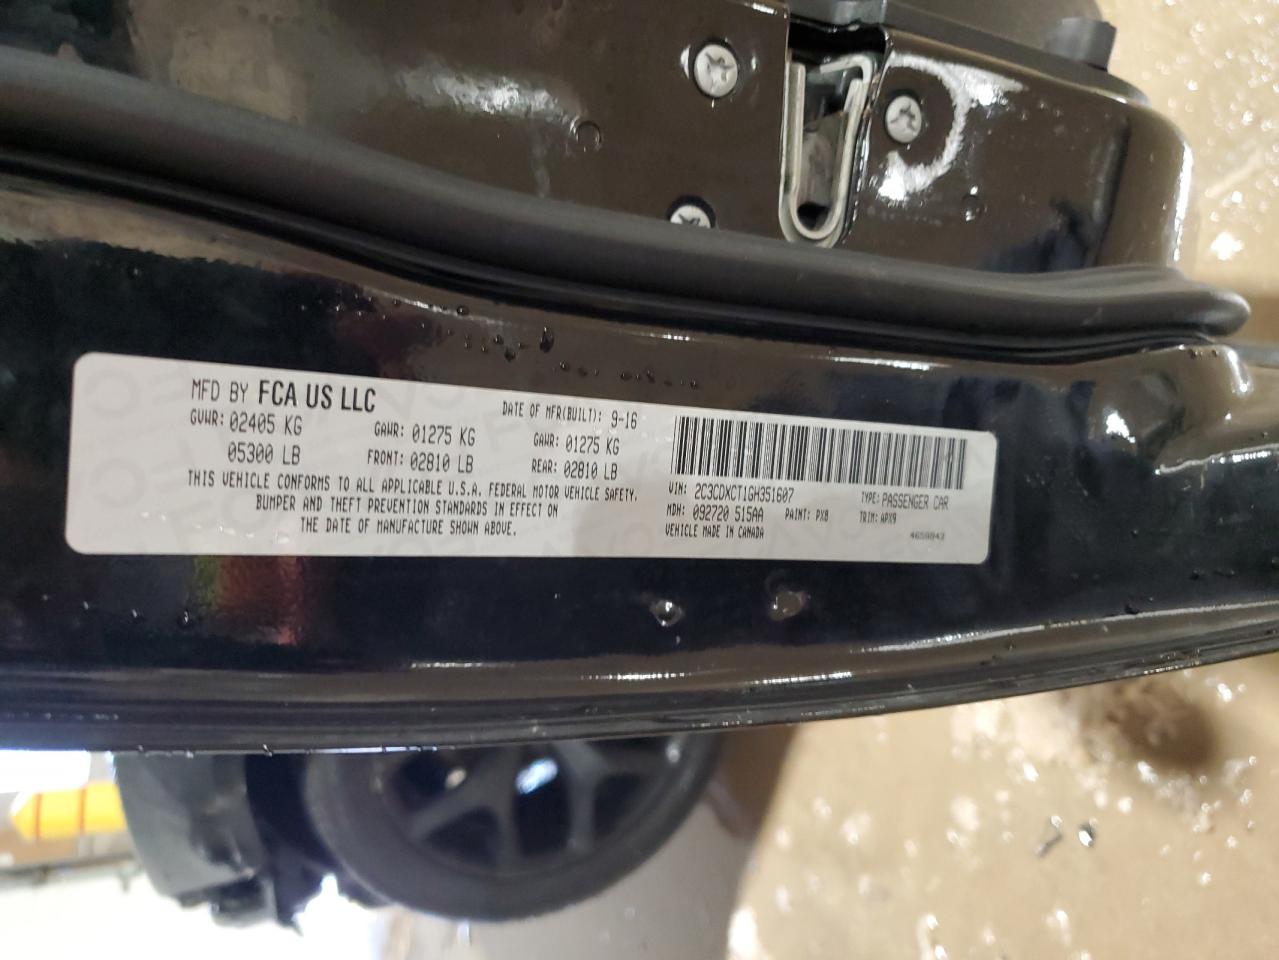 MFD BY FCA US LLC
DATE OF MFR(BUILT): 9-16
GVWR: 02405 KG
GAWR: 01275 KG
GAWR: 01275 KG
05300 LB
FRONT: 02810 LB
REAR: 02810 LB
THIS VEHICLE CONFORMS TO ALL APPLICABLE U.S.A. FEDERAL MOTOR VEHICLE SAFETY,
BUMPER AND THEFT PREVENTION STANDARDS IN EFFECT ON
THE DATE OF MANUFACTURE SHOWN ABOVE.
VIN: 2C3CDXCT1GH351607
TYPE: PASSENGER CAR
MDH: 092720 515AA
PAINT: PX8
TRIM: APX9
VEHICLE MADE IN CANADA